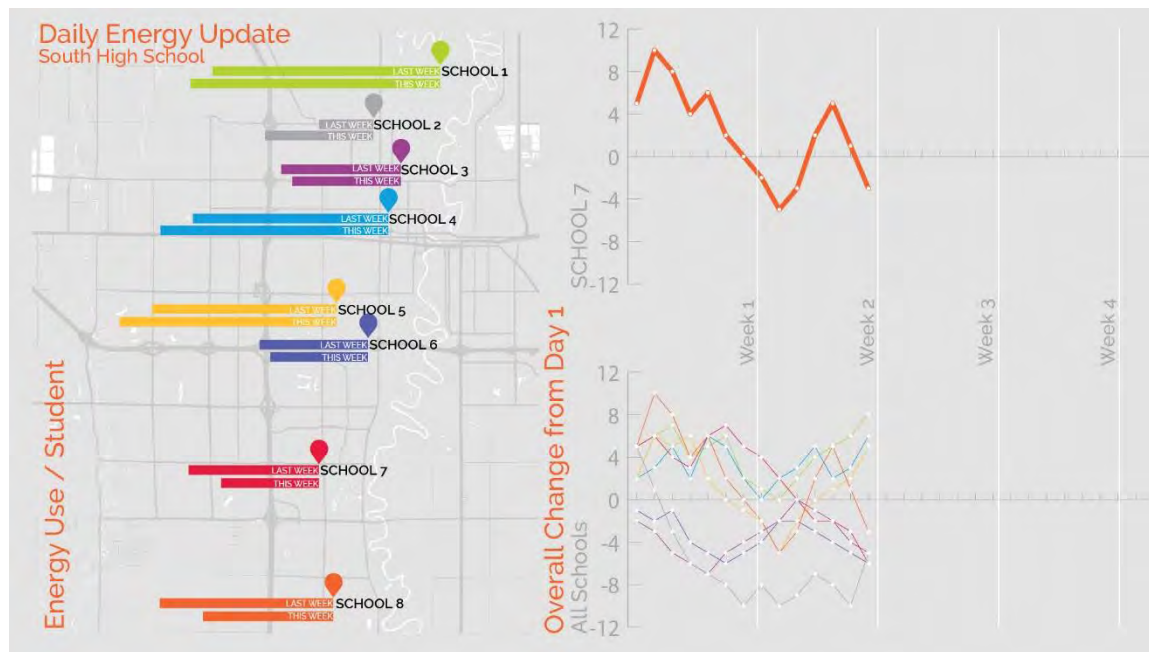 Daily Energy Update
South High School
LAST WEEK SCHOOL 1
THIS WEEK
LAST WEEK SCHOOL 2
THIS WEEK
LAST WEEK SCHOOL 3
THIS WEEK
LAST WEEK SCHOOL 4
THIS WEEK
LAST WEEK SCHOOL 5
THIS WEEK
LAST WEEK SCHOOL 6
THIS WEEK
LAST WEEK SCHOOL 7
THIS WEEK
LAST WEEK SCHOOL 8
THIS WEEK
Energy Use / Student
Overall Change from Day 1
SCHOOL 7
12
8
4
0
-4
-8
-12
Week 1
Week 2
Week 3
Week 4
All Schools
12
8
4
0
-4
-8
-12